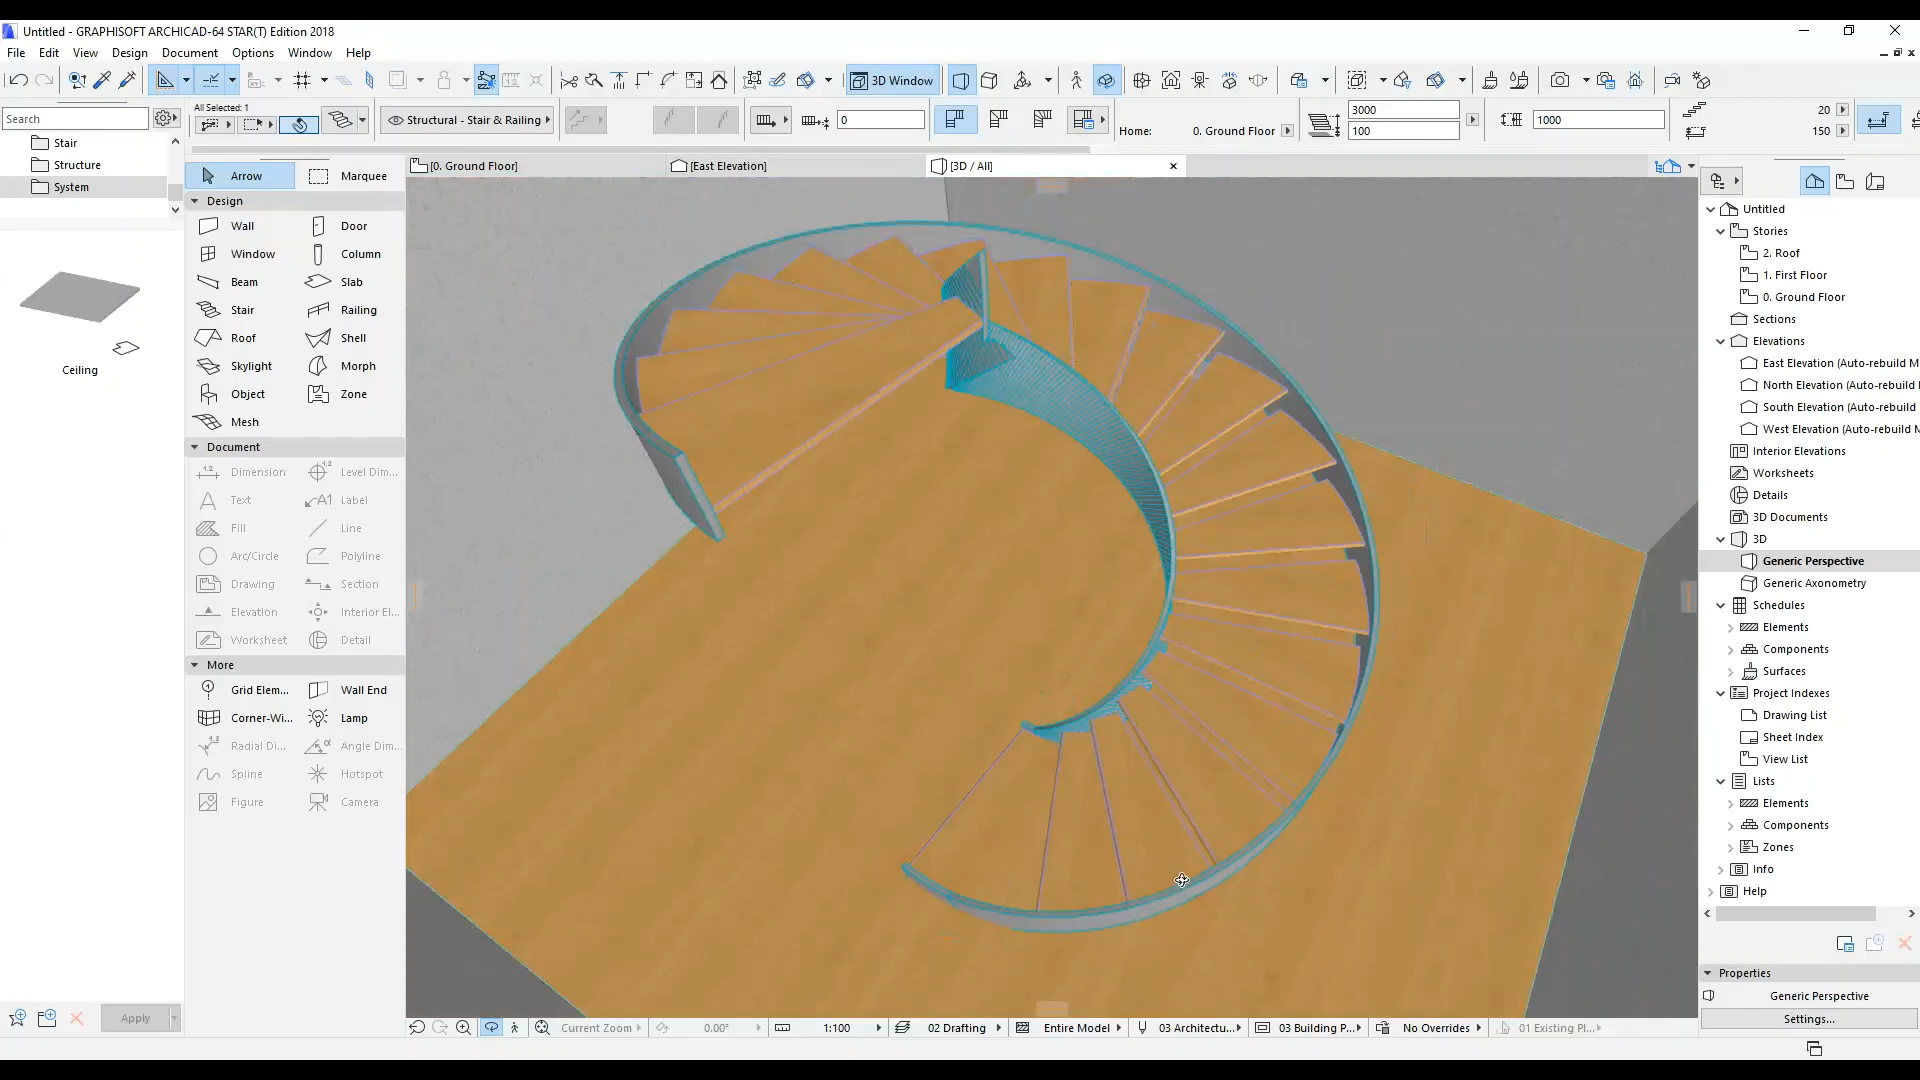 Untitled - GRAPHISOFT ARCHICAD-64 STAR(T) Edition 2018
File Edit View Design Document Options Window Help
3D Window
Search
All Selected: 1
Structural - Stair & Railing
0
Home: 0. Ground Floor
3000
100
1000
20
150
Stair
Structure
System
Ceiling
Apply
Arrow Marquee
Design
Wall Door
Window Column
Beam Slab
Stair Railing
Roof Shell
Skylight Morph
Object Zone
Mesh
Document
Dimension Level Dim...
Text Label
Fill Line
Arc/Circle Polyline
Drawing Section
Elevation Interior El...
Worksheet Detail
More
Grid Elem... Wall End
Corner-Wi... Lamp
Radial Di... Angle Dim...
Spline Hotspot
Figure Camera
[0. Ground Floor] [East Elevation] [3D / All]
Current Zoom 0.00° 1:100 02 Drafting Entire Model 03 Architectu... 03 Building P... No Overrides 01 Existing Pl...
Untitled
Stories
2. Roof
1. First Floor
0. Ground Floor
Sections
Elevations
East Elevation (Auto-rebuild M
North Elevation (Auto-rebuild
South Elevation (Auto-rebuild
West Elevation (Auto-rebuild M
Interior Elevations
Worksheets
Details
3D Documents
3D
Generic Perspective
Generic Axonometry
Schedules
Elements
Components
Surfaces
Project Indexes
Drawing List
Sheet Index
View List
Lists
Elements
Components
Zones
Info
Help
Properties
Generic Perspective
Settings...